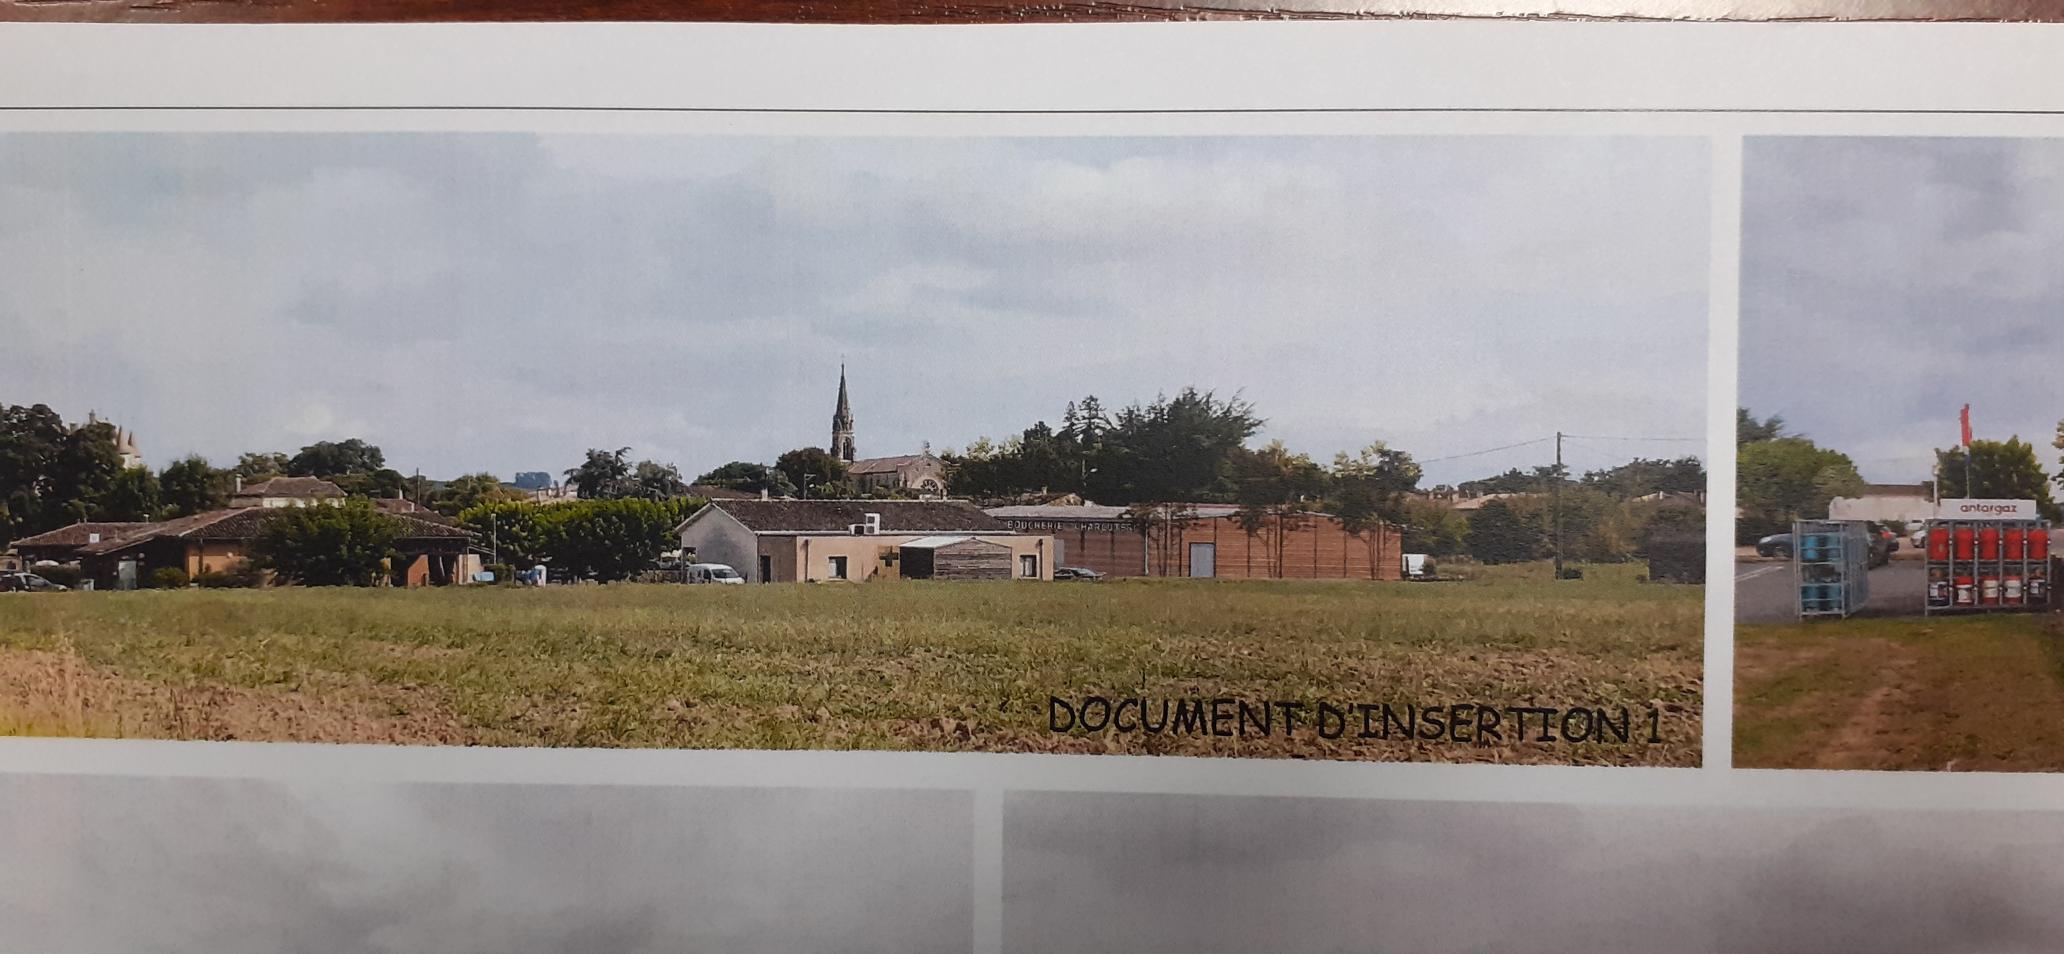 BOUCHERIE CHARCUTERIE
antargaz
DOCUMENT D'INSERTION 1